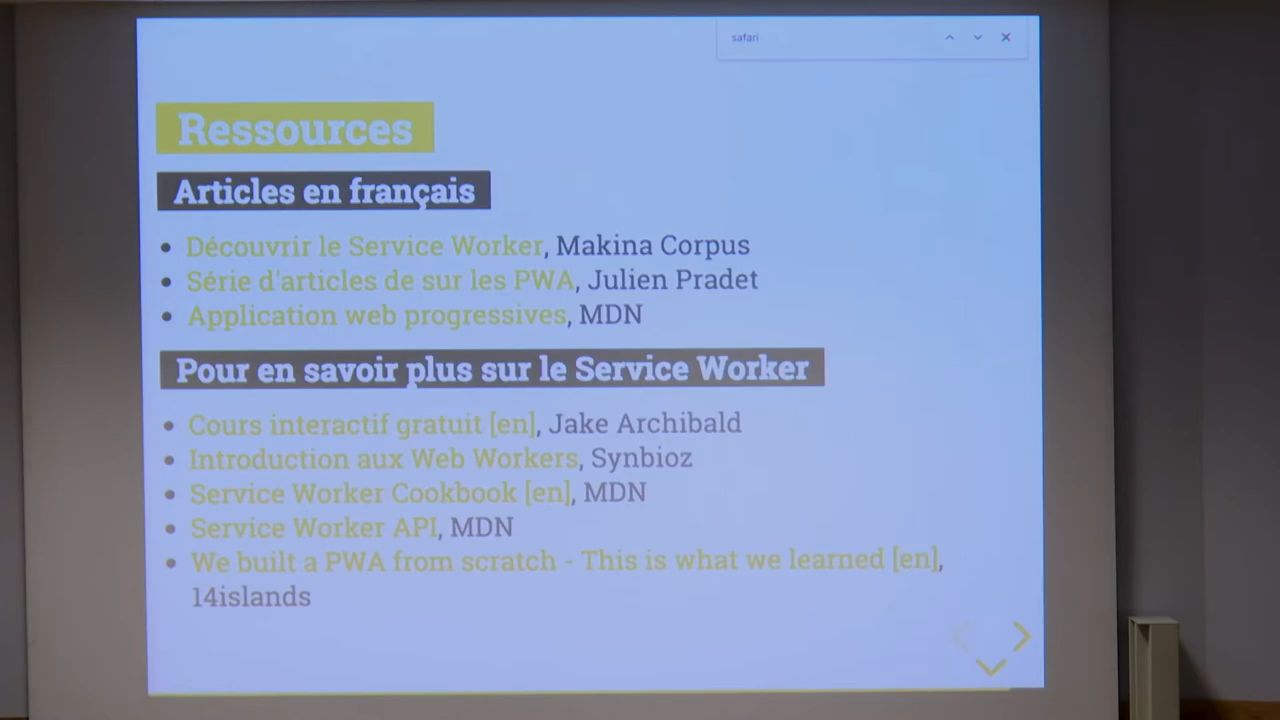 safari
Ressources
Articles en français
Découvrir le Service Worker, Makina Corpus
Série d'articles de sur les PWA, Julien Pradet
Application web progressives, MDN
Pour en savoir plus sur le Service Worker
Cours interactif gratuit [en], Jake Archibald
Introduction aux Web Workers, Synbioz
Service Worker Cookbook [en], MDN
Service Worker API, MDN
We built a PWA from scratch - This is what we learned [en],
14islands